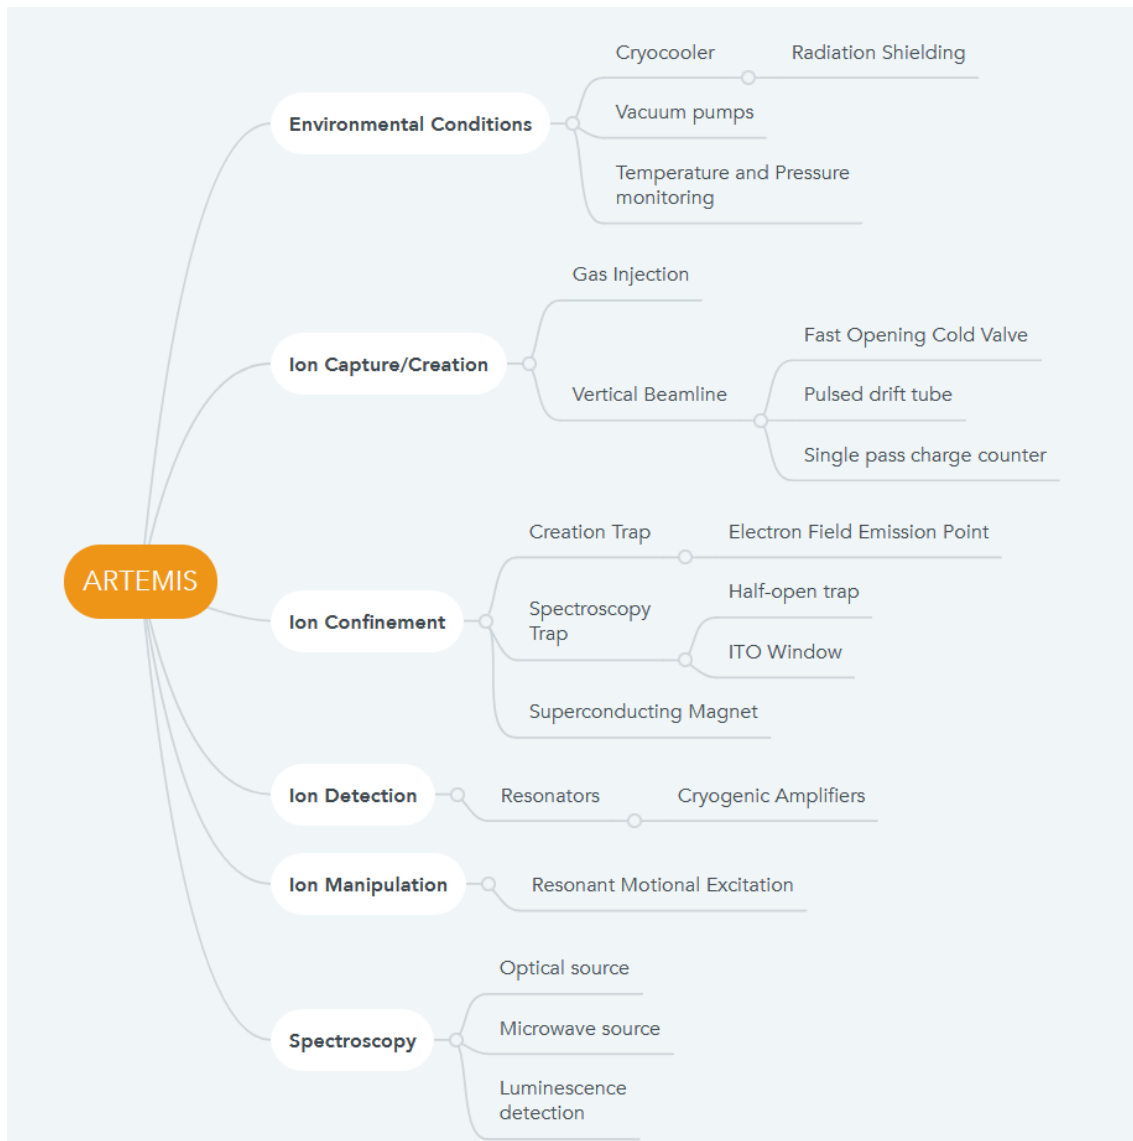 Cryocooler
Radiation Shielding
Environmental Conditions
Vacuum pumps
Temperature and Pressure
monitoring
Gas Injection
Ion Capture/Creation
Vertical Beamline
Fast Opening Cold Valve
Pulsed drift tube
Single pass charge counter
ARTEMIS
Creation Trap
Electron Field Emission Point
Ion Confinement
Spectroscopy
Trap
Half-open trap
ITO Window
Superconducting Magnet
Ion Detection
Resonators
Cryogenic Amplifiers
Ion Manipulation
Resonant Motional Excitation
Optical source
Spectroscopy
Microwave source
Luminescence
detection